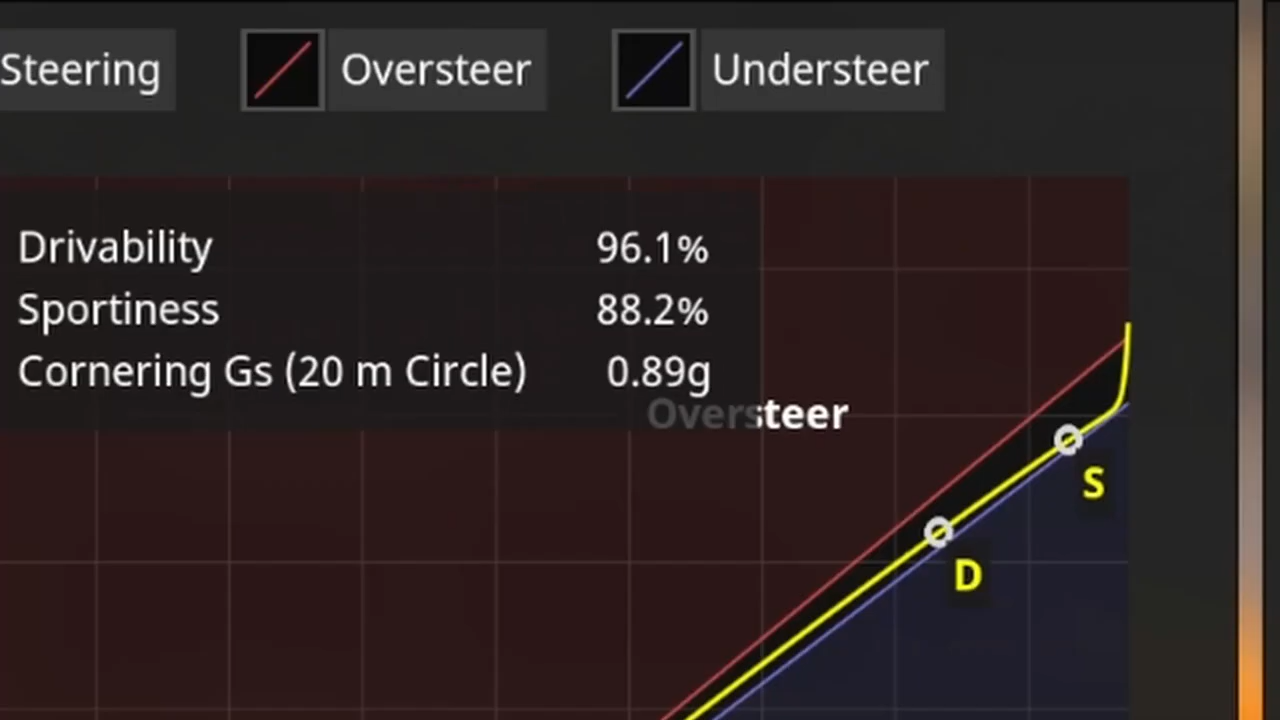 Steering
Oversteer
Understeer
Drivability 96.1%
Sportiness 88.2%
Cornering Gs (20 m Circle) 0.89g
Oversteer
S
D